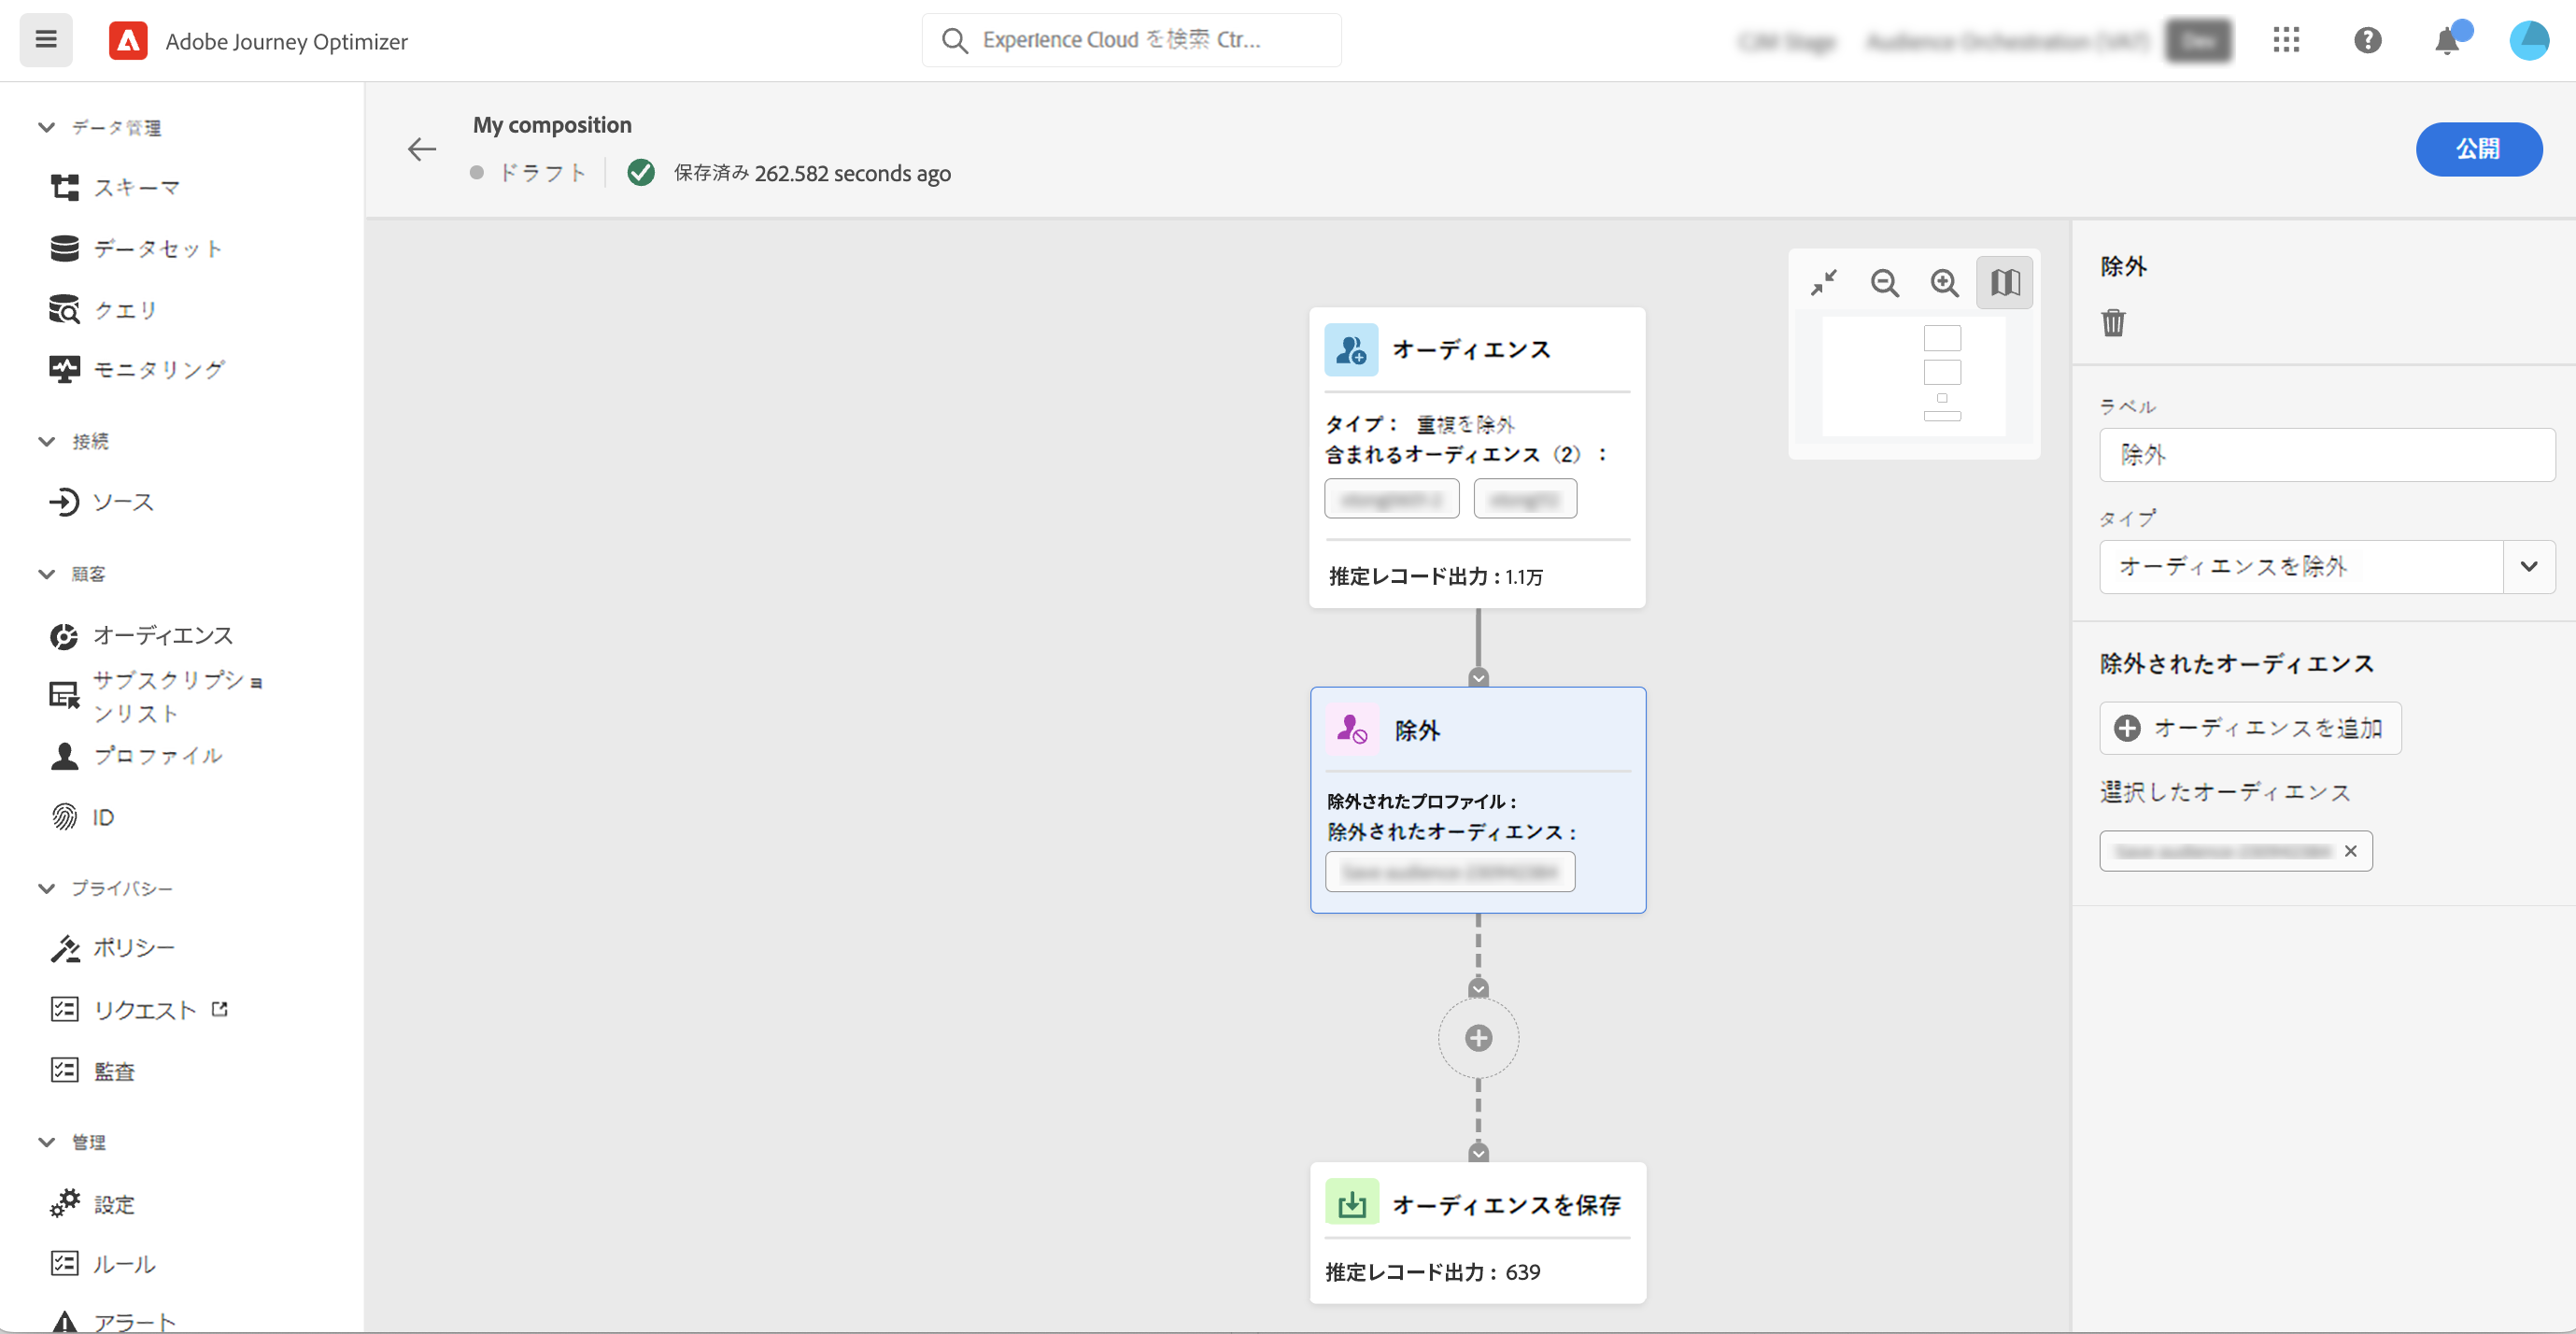 Adobe Journey Optimizer
Experience Cloud を検索 Ctr...
データ管理
スキーマ
データセット
クエリ
モニタリング
接続
ソース
顧客
オーディエンス
サブスクリプショ
ンリスト
プロファイル
ID
プライバシー
ポリシー
リクエスト
監査
管理
設定
ルール
アラート
My composition
ドラフト
保存済み 262.582 seconds ago
公開
オーディエンス
タイプ： 重複を除外
含まれるオーディエンス（2）：
推定レコード出力 : 1.1万
除外
除外されたプロファイル :
除外されたオーディエンス :
オーディエンスを保存
推定レコード出力 : 639
除外
ラベル
除外
タイプ
オーディエンスを除外
除外されたオーディエンス
オーディエンスを追加
選択したオーディエンス